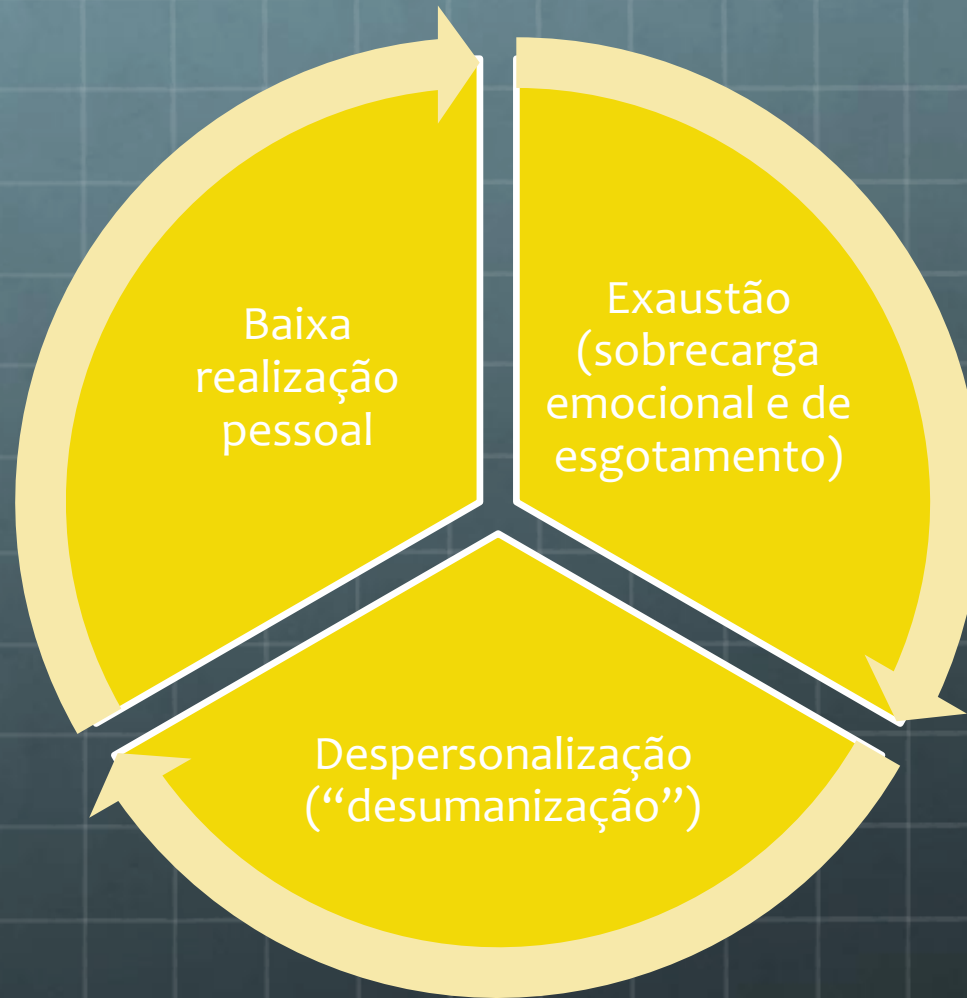 Exaustão
(sobrecarga
emocional e de
esgotamento)
Despersonalização
(“desumanização”)
Baixa
realização
pessoal